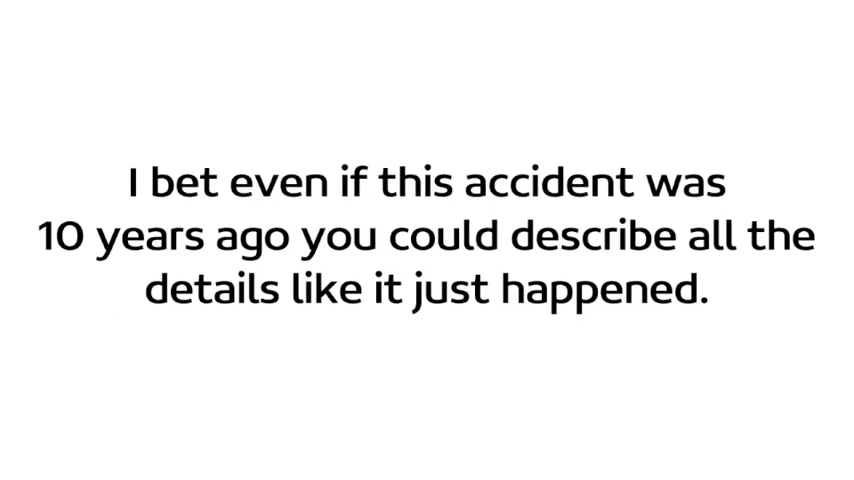 I bet even if this accident was
10 years ago you could describe all the
details like it just happened.